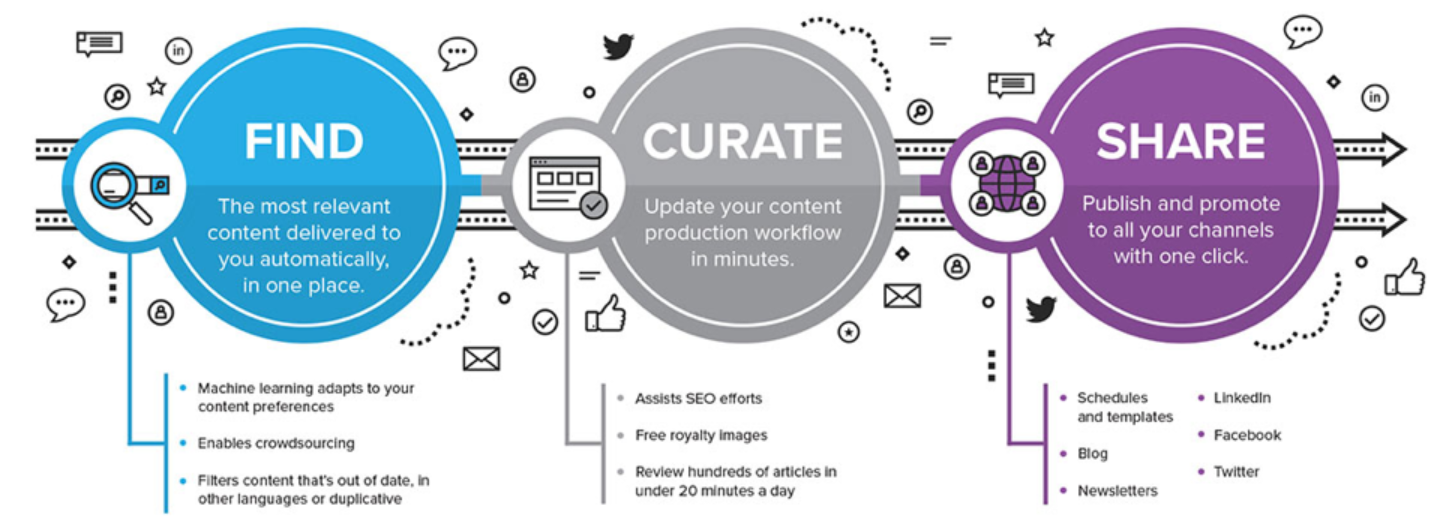 FIND
The most relevant
content delivered to
you automatically,
in one place.
Machine learning adapts to your
content preferences
Enables crowdsourcing
Filters content that's out of date, in
other languages or duplicative
CURATE
Update your content
production workflow
in minutes.
Assists SEO efforts
Free royalty images
Review hundreds of articles in
under 20 minutes a day
SHARE
Publish and promote
to all your channels
with one click.
Schedules
and templates
Blog
Newsletters
LinkedIn
Facebook
Twitter
in
in